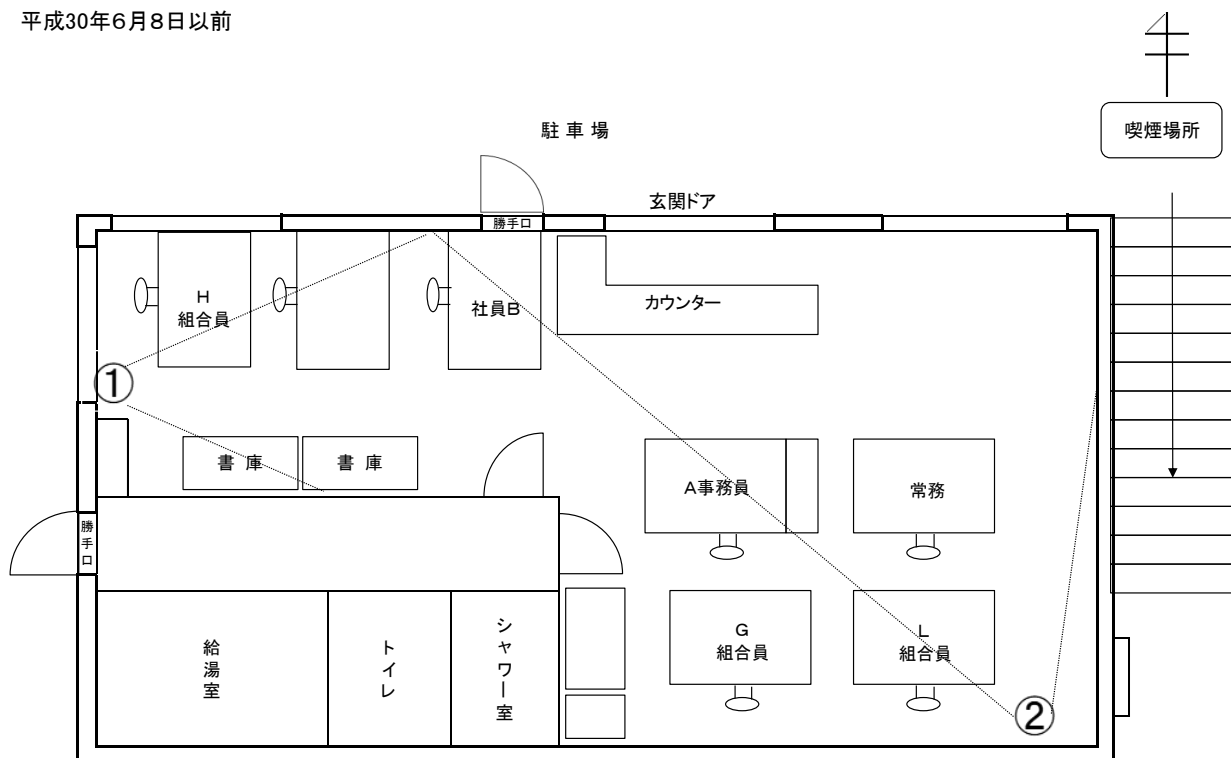 平成30年6月8日以前
喫煙場所
駐 車 場
玄関ドア
勝手口
H
組合員
社員B
カウンター
①
書 庫
書 庫
A事務員
常務
勝手口
G
組合員
L
組合員
給湯室
トイレ
シャワー室
②